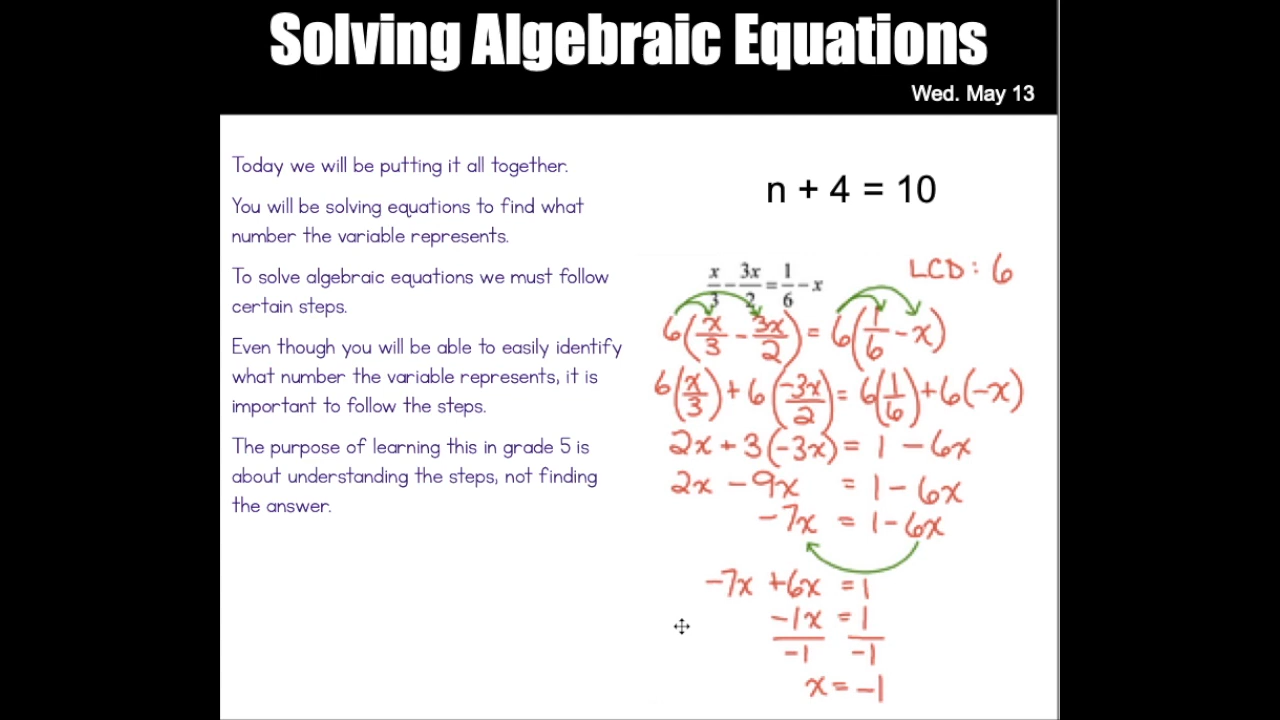 Solving Algebraic Equations
Wed. May 13
Today we will be putting it all together.
You will be solving equations to find what
number the variable represents.
To solve algebraic equations we must follow
certain steps.
Even though you will be able to easily identify
what number the variable represents, it is
important to follow the steps.
The purpose of learning this in grade 5 is
about understanding the steps, not finding
the answer.
n + 4 = 10
x/3 - 3x/2 = 1/6 - x
LCD: 6
6(x/3 - 3x/2) = 6(1/6 - x)
6(x/3) + 6(-3x/2) = 6(1/6) + 6(-x)
2x + 3(-3x) = 1 - 6x
2x - 9x = 1 - 6x
-7x = 1 - 6x
-7x + 6x = 1
-1x = 1
-1 -1
x = -1